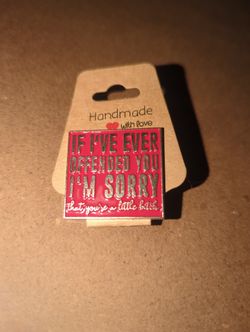 Handmade
with love
IF I'VE EVER
OFFENDED YOU
I'M SORRY
that you're a little bitch